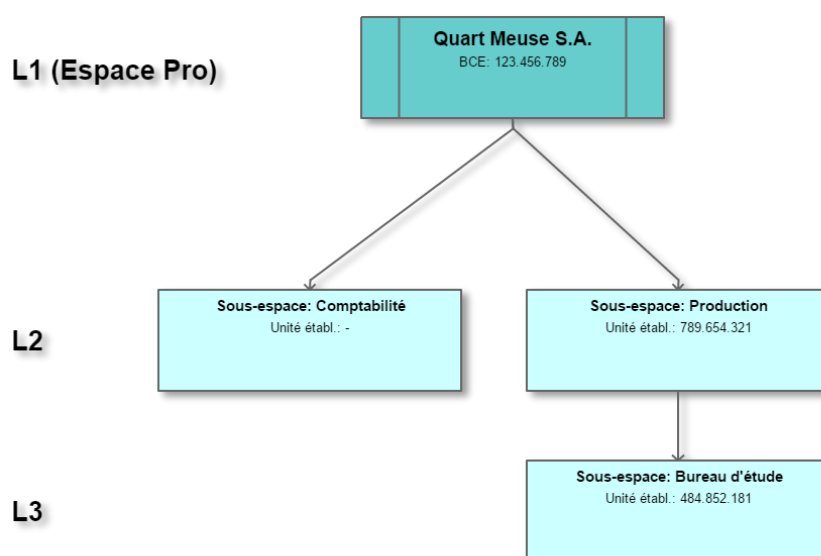 Quart Meuse S.A.
BCE: 123.456.789
L1 (Espace Pro)
Sous-espace: Comptabilité
Unité établ.: -
Sous-espace: Production
Unité établ.: 789.654.321
L2
Sous-espace: Bureau d'étude
Unité établ.: 484.852.181
L3